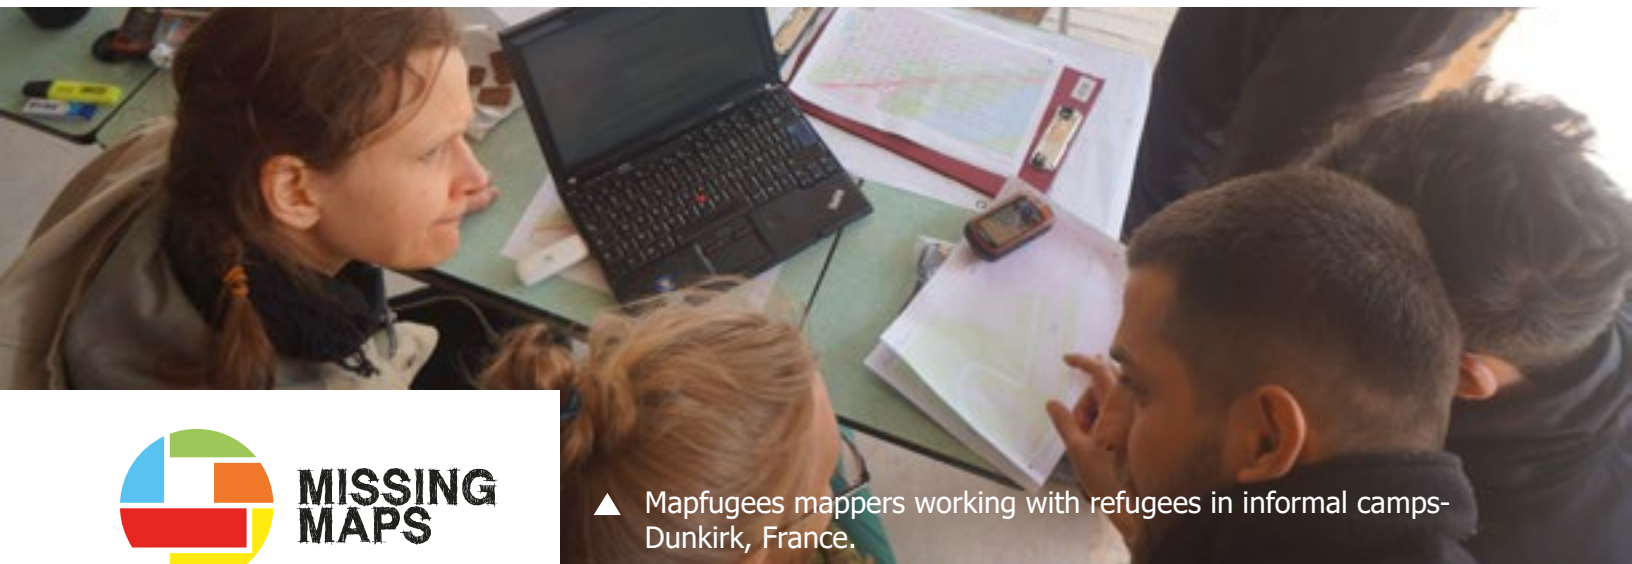 MISSING
MAPS
Mapfugees mappers working with refugees in informal camps-
Dunkirk, France.